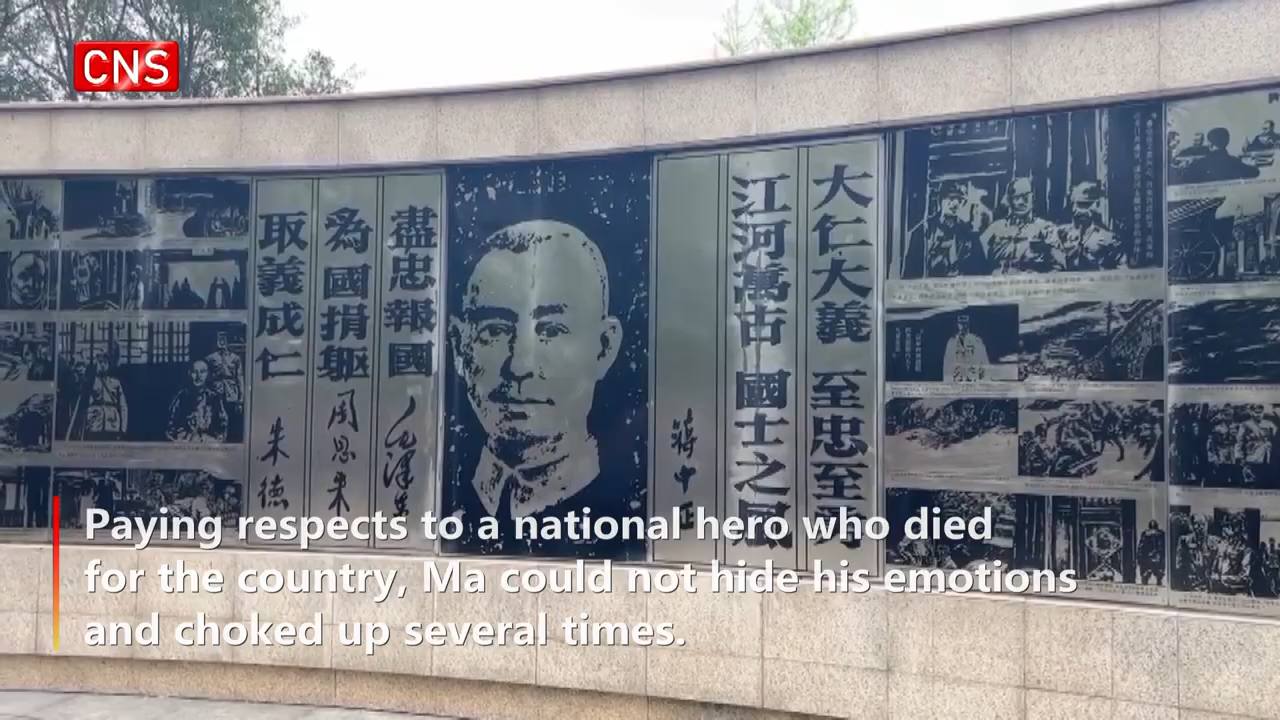 CNS
大仁大義 至忠至勇
江河萬古 國士之風
蔣中正
盡忠報國 毛澤東
為國捐軀 周恩来
取義成仁 朱德
Paying respects to a national hero who died
for the country, Ma could not hide his emotions
and choked up several times.